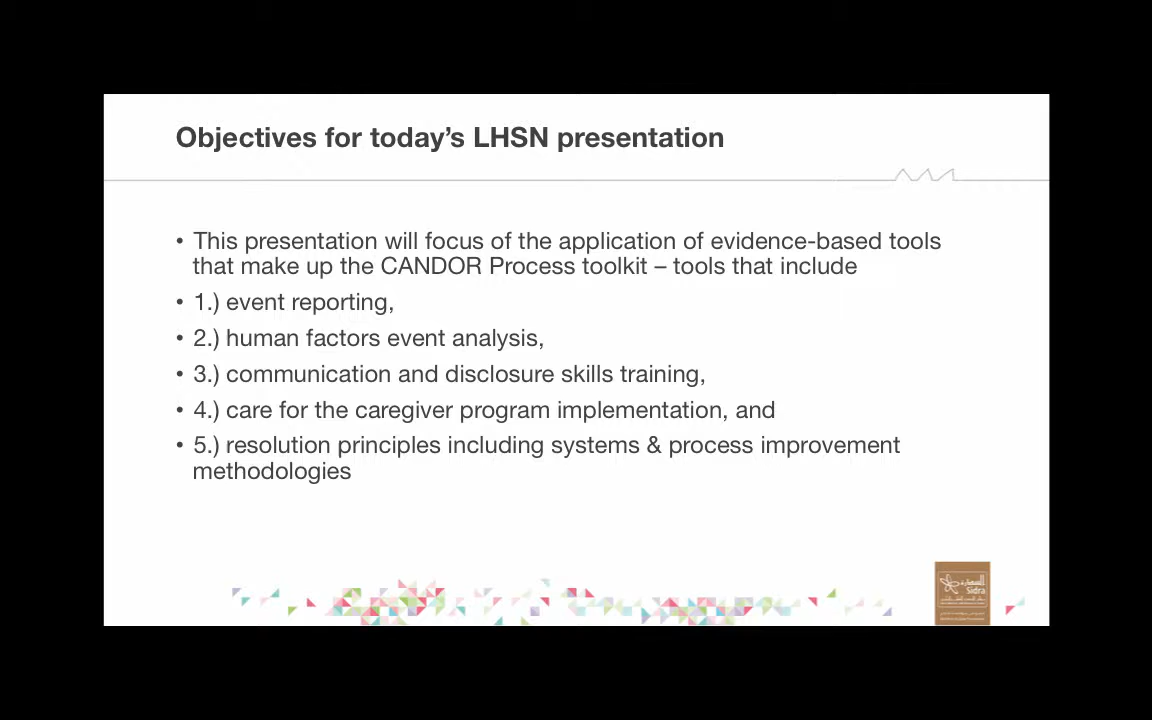 Objectives for today’s LHSN presentation
• This presentation will focus of the application of evidence-based tools
that make up the CANDOR Process toolkit – tools that include
• 1.) event reporting,
• 2.) human factors event analysis,
• 3.) communication and disclosure skills training,
• 4.) care for the caregiver program implementation, and
• 5.) resolution principles including systems & process improvement
methodologies
Sidra